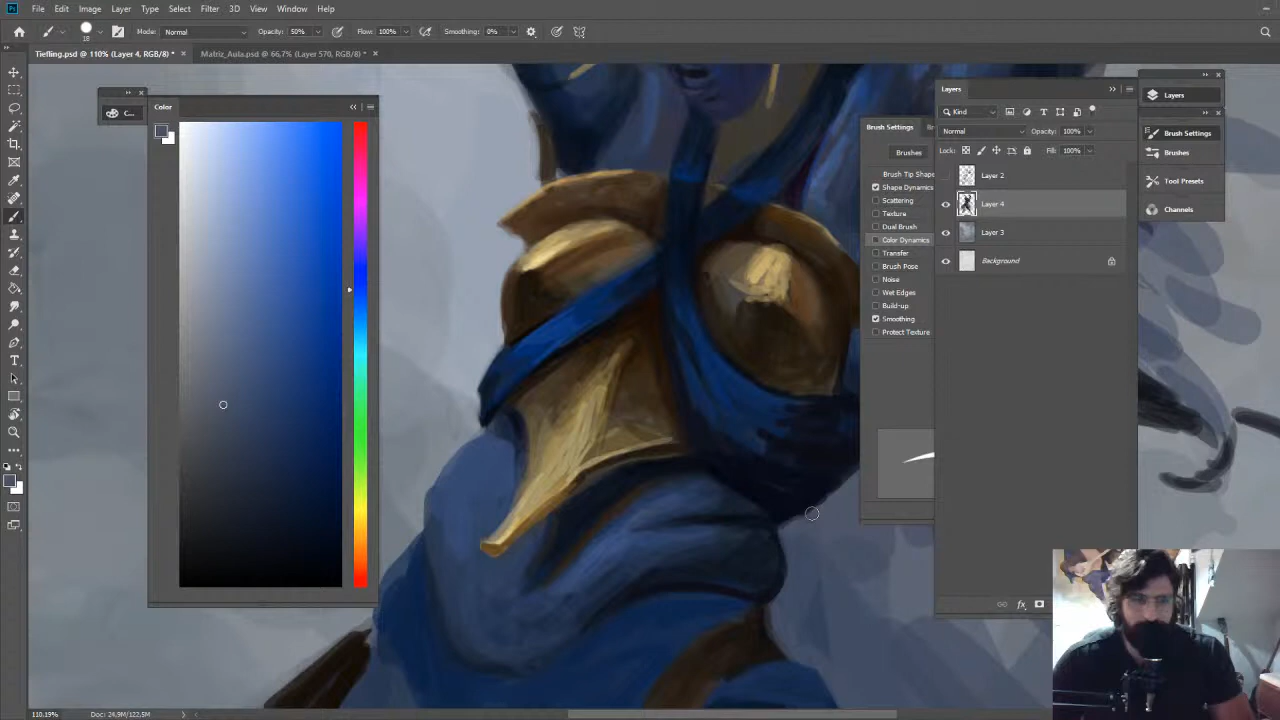 Ps File Edit Image Layer Type Select Filter 3D View Window Help
18 Mode: Normal Opacity: 50% Flow: 100% Smoothing: 0%
Tiefling.psd @ 110% (Layer 4, RGB/8) * × Matriz_Aula.psd @ 66,7% (Layer 570, RGB/8) * ×
C...
Color
Brush Settings
Brushes
Brush Tip Shape
Shape Dynamics
Scattering
Texture
Dual Brush
Color Dynamics
Transfer
Brush Pose
Noise
Wet Edges
Build-up
Smoothing
Protect Texture
Layers
Kind
Normal Opacity: 100%
Lock: Fill: 100%
Layer 2
Layer 4
Layer 3
Background
fx
Layers
Brush Settings
Brushes
Tool Presets
Channels
110.19% Doc: 24,9M/122,5M